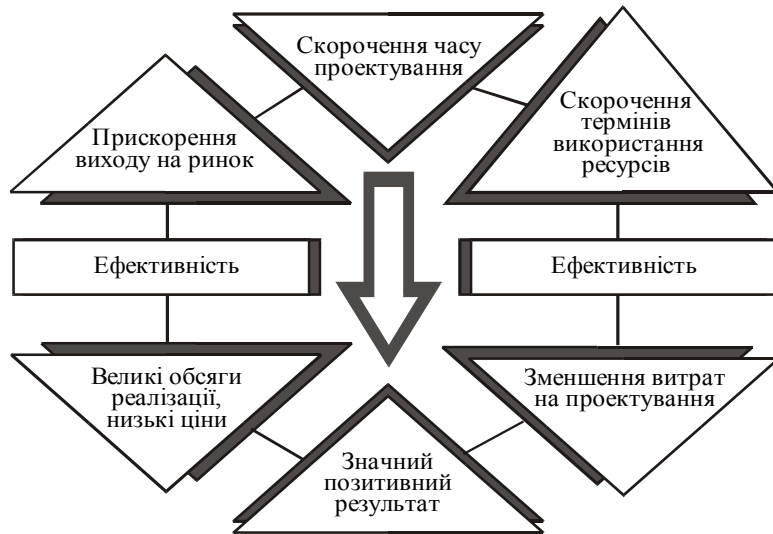 Скорочення часу
проектування
Прискорення
виходу на ринок
Скорочення
термінів
використання
ресурсів
Ефективність
Ефективність
Великі обсяги
реалізації,
низькі ціни
Зменшення витрат
на проектування
Значний
позитивний
результат